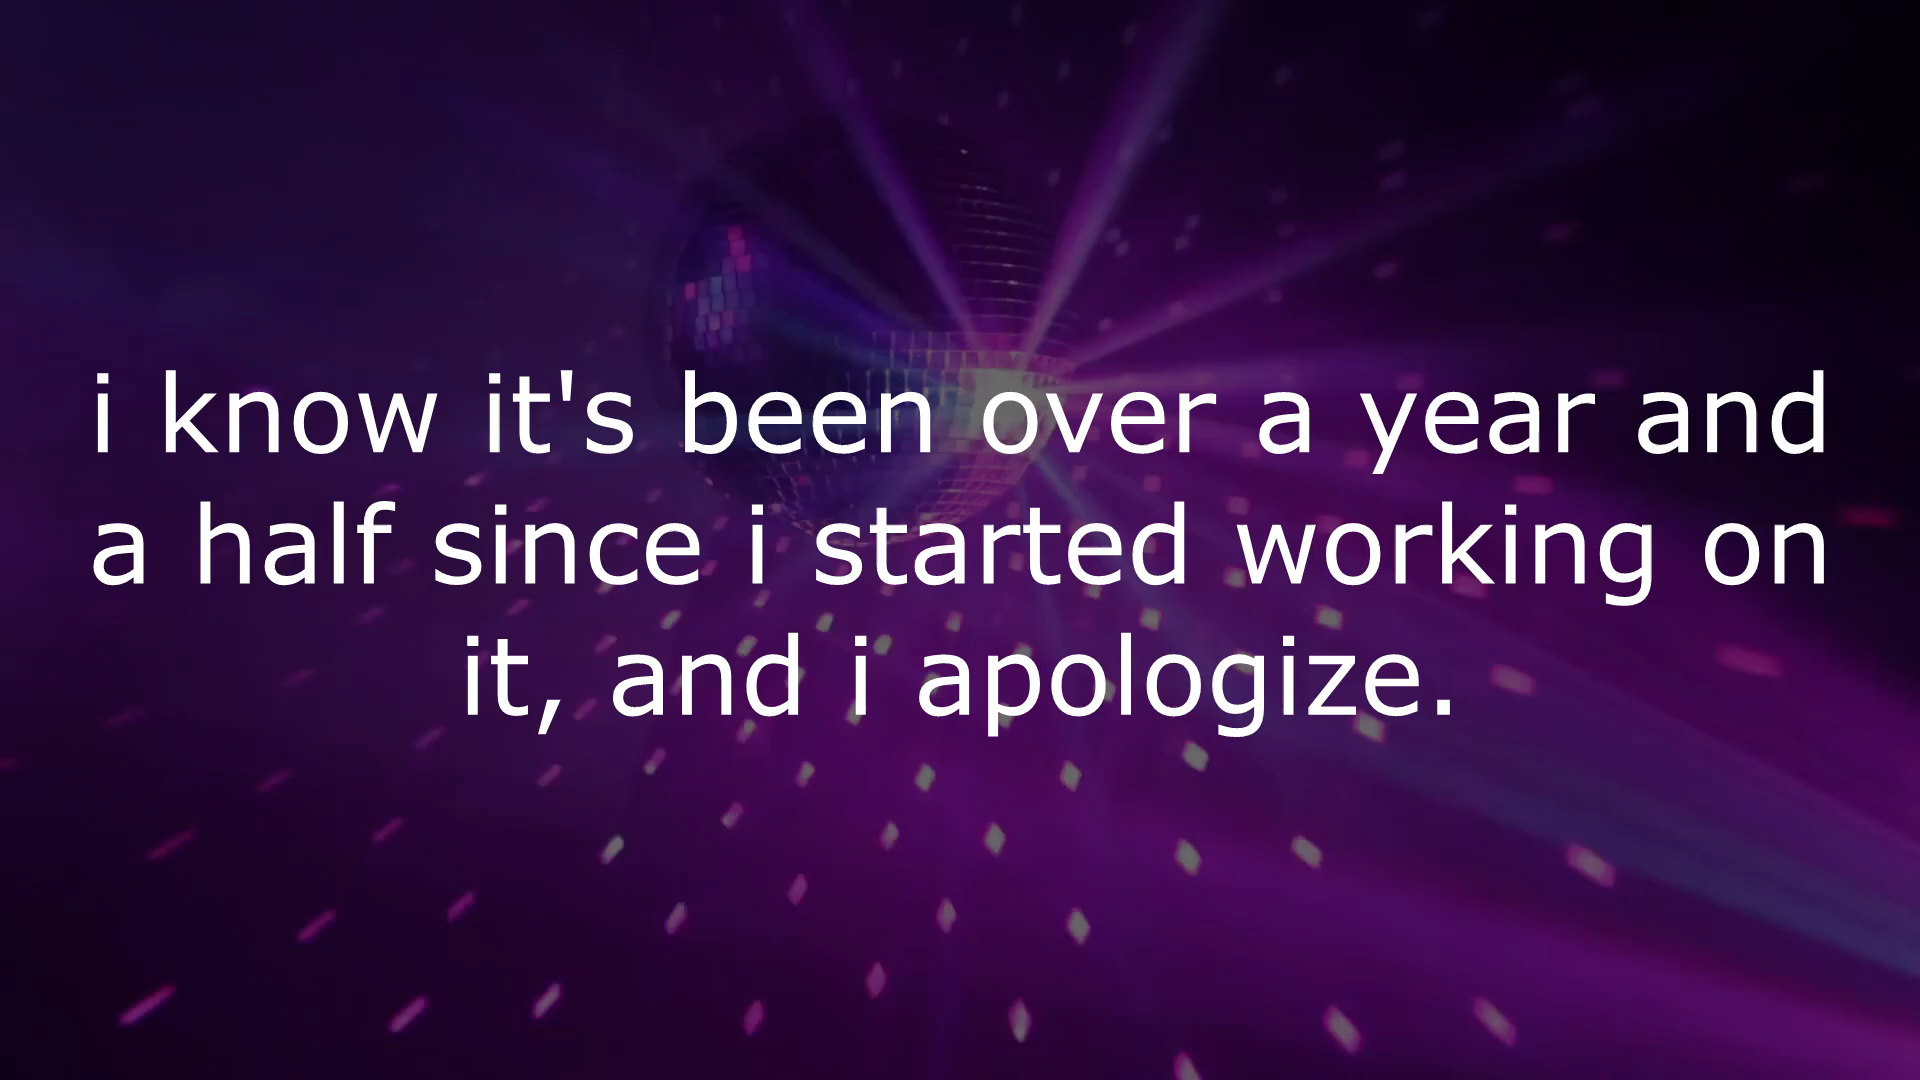 i know it's been over a year and
a half since i started working on
it, and i apologize.